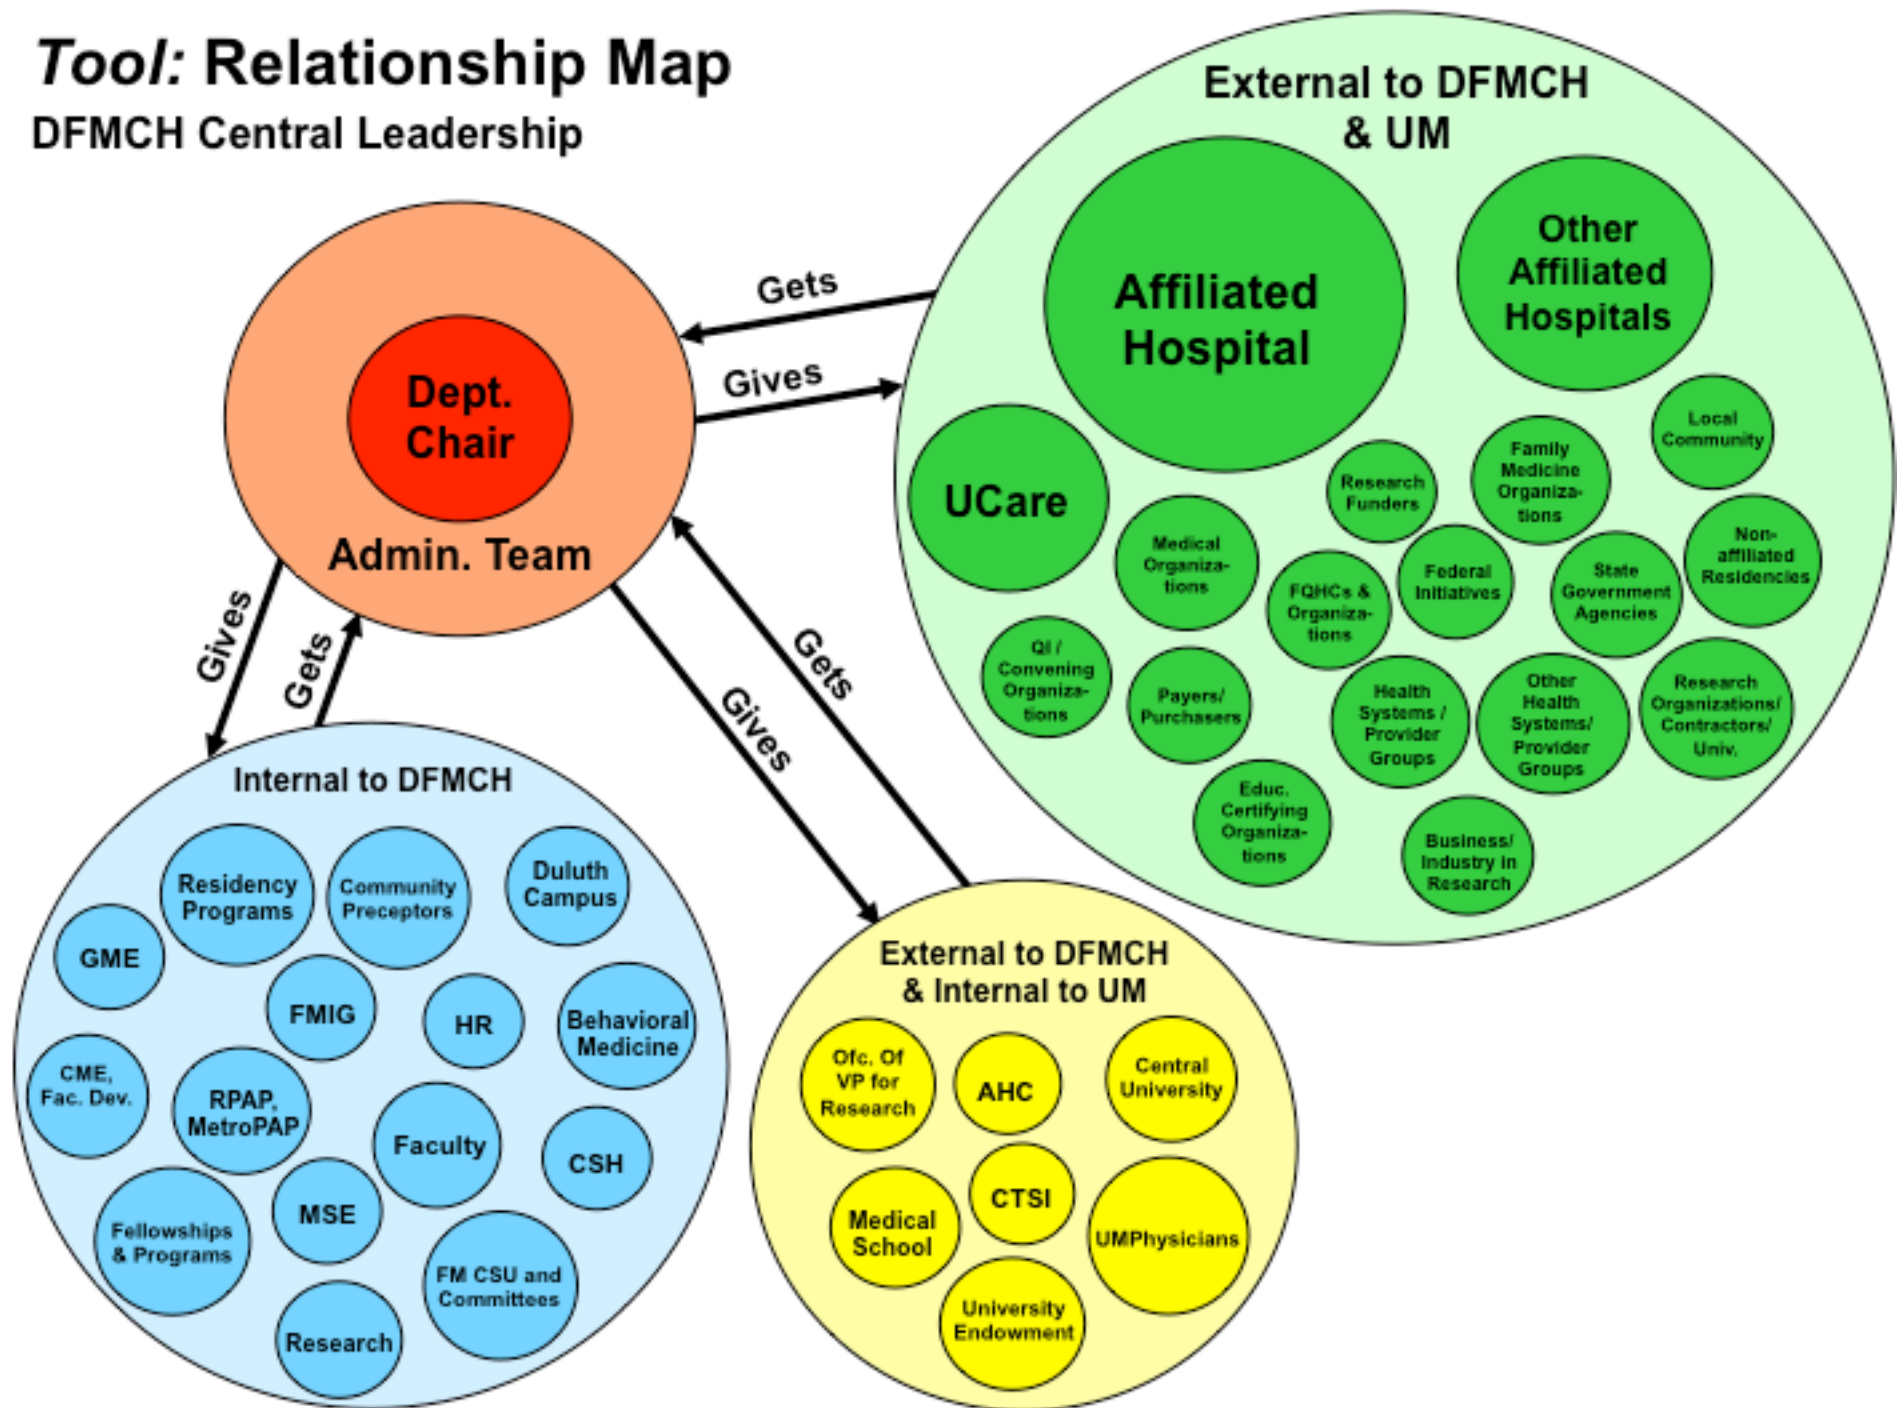 Tool: Relationship Map
DFMCH Central Leadership
Dept.
Chair
Admin. Team
Gets
Gives
Gives
Gets
Gives
Gets
External to DFMCH
& UM
Affiliated
Hospital
Other
Affiliated
Hospitals
UCare
Local
Community
Research
Funders
Family
Medicine
Organiza-
tions
Medical
Organiza-
tions
FQHCs &
Organiza-
tions
Federal
Initiatives
State
Government
Agencies
Non-
affiliated
Residencies
QI /
Convening
Organiza-
tions
Payers/
Purchasers
Health
Systems /
Provider
Groups
Other
Health
Systems/
Provider
Groups
Research
Organizations/
Contractors/
Univ.
Educ.
Certifying
Organiza-
tions
Business/
Industry in
Research
Internal to DFMCH
Residency
Programs
Community
Preceptors
Duluth
Campus
GME
FMIG
HR
Behavioral
Medicine
CME,
Fac. Dev.
RPAP,
MetroPAP
Faculty
CSH
Fellowships
& Programs
MSE
FM CSU and
Committees
Research
External to DFMCH
& Internal to UM
Ofc. Of
VP for
Research
AHC
Central
University
Medical
School
CTSI
UMPhysicians
University
Endowment